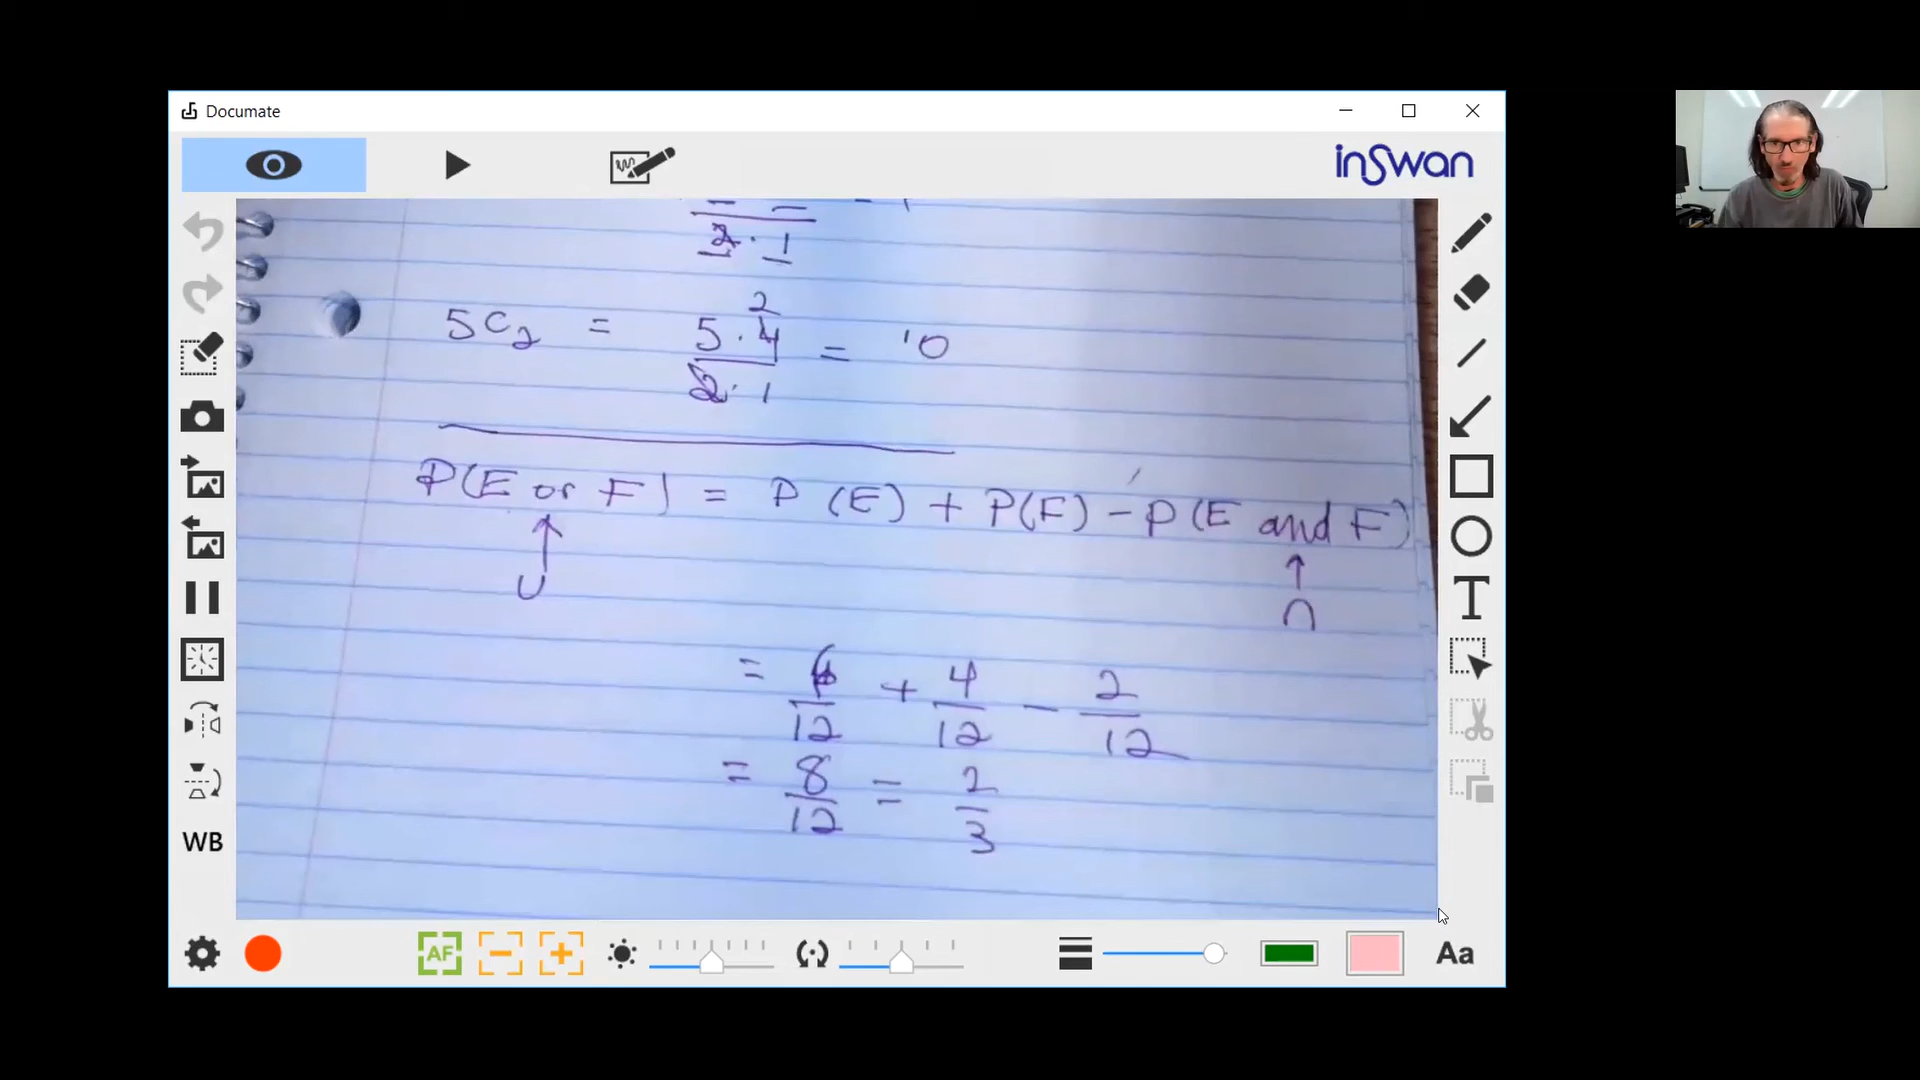 Documate
inSwan
2 · 1
2
5C2 = 5 · 4 = 10
2 · 1
P(E or F) = P(E) + P(F) - P(E and F)
↑ ↑
U ∩
= 6/12 + 4/12 - 2/12
= 8/12 = 2/3
WB
AF
T
Aa